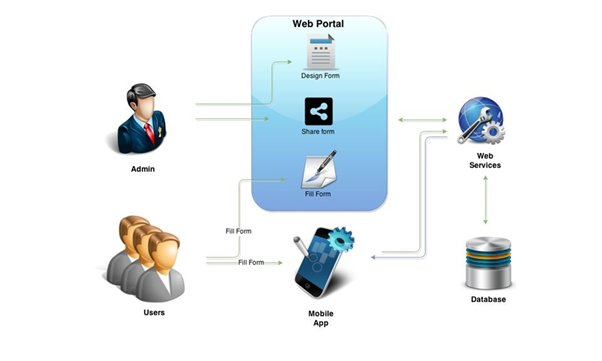 Web Portal
Design Form
Share form
Fill Form
Admin
Web
Services
Fill Form
Fill Form
Users
Mobile
App
Database